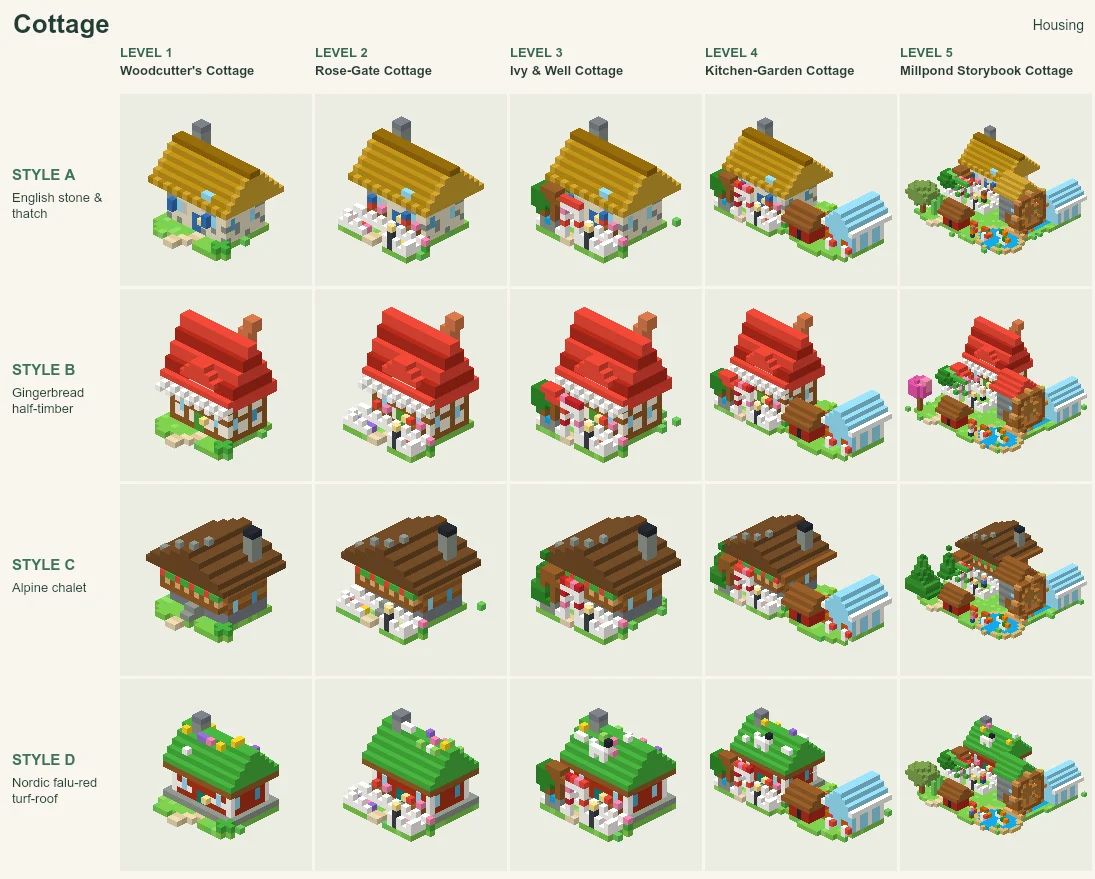 Cottage
Housing
LEVEL 1
Woodcutter's Cottage
LEVEL 2
Rose-Gate Cottage
LEVEL 3
Ivy & Well Cottage
LEVEL 4
Kitchen-Garden Cottage
LEVEL 5
Millpond Storybook Cottage
STYLE A
English stone &
thatch
STYLE B
Gingerbread
half-timber
STYLE C
Alpine chalet
STYLE D
Nordic falu-red
turf-roof